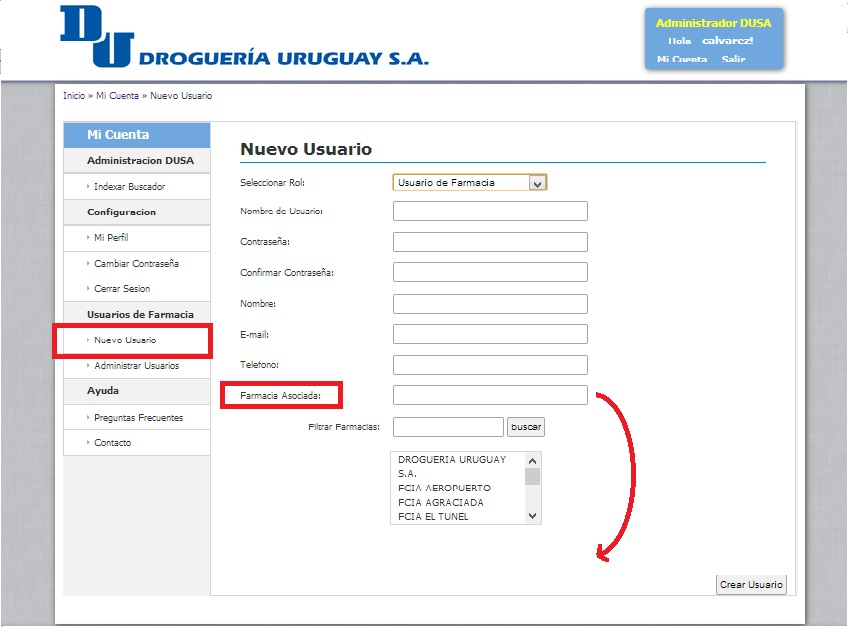 DU DROGUERÍA URUGUAY S.A.
Administrador DUSA
Hola calvarez!
Mi Cuenta Salir
Inicio » Mi Cuenta » Nuevo Usuario
Mi Cuenta
Administracion DUSA
Indexar Buscador
Configuracion
Mi Perfil
Cambiar Contraseña
Cerrar Sesion
Usuarios de Farmacia
Nuevo Usuario
Administrar Usuarios
Ayuda
Preguntas Frecuentes
Contacto
Nuevo Usuario
Seleccionar Rol: Usuario de Farmacia
Nombre de Usuario:
Contraseña:
Confirmar Contraseña:
Nombre:
E-mail:
Telefono:
Farmacia Asociada:
Filtrar Farmacias: buscar
DROGUERIA URUGUAY
S.A.
FCIA AEROPUERTO
FCIA AGRACIADA
FCIA EL TUNEL
Crear Usuario